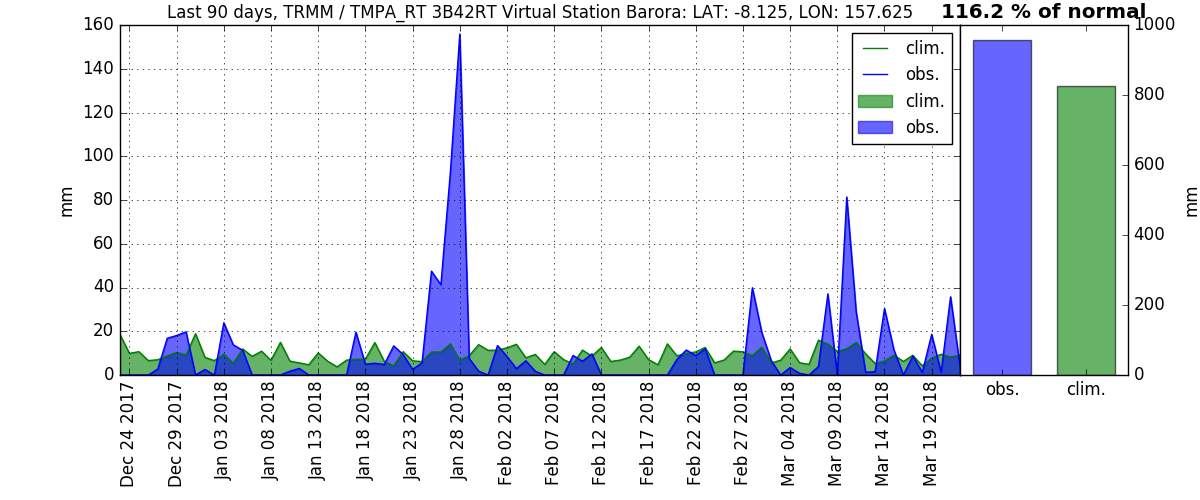 Last 90 days, TRMM / TMPA_RT 3B42RT Virtual Station Barora: LAT: -8.125, LON: 157.625
116.2 % of normal
160
140
120
100
80
60
40
20
0
mm
clim.
obs.
clim.
obs.
1000
800
600
400
200
0
mm
obs.
clim.
Dec 24 2017
Dec 29 2017
Jan 03 2018
Jan 08 2018
Jan 13 2018
Jan 18 2018
Jan 23 2018
Jan 28 2018
Feb 02 2018
Feb 07 2018
Feb 12 2018
Feb 17 2018
Feb 22 2018
Feb 27 2018
Mar 04 2018
Mar 09 2018
Mar 14 2018
Mar 19 2018